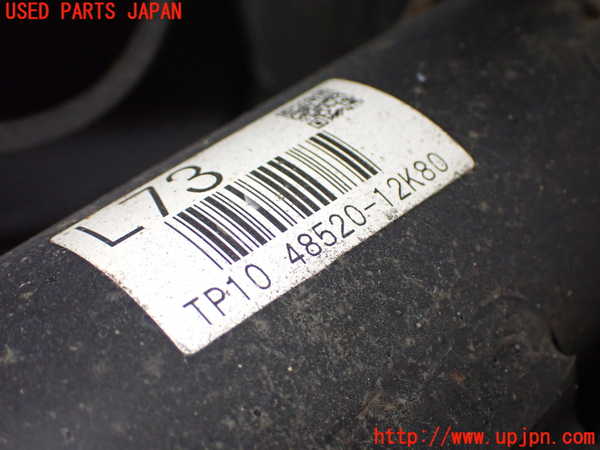 USED PARTS JAPAN
L73
TP10 48520-12K80
http://www.upjpn.com/